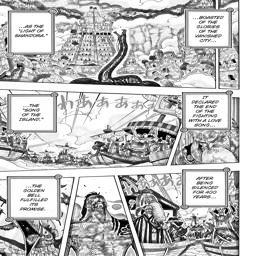 ...BOASTED
OF THE
GLORIES
OF THE
VANISHED
CITY...
...AS THE
"LIGHT OF
SHANDORA."
IT
DECLARED
THE END
OF THE
FIGHTING
WITH A LOVE
SONG...
...THE
"SONG
OF THE
ISLAND."
AFTER
BEING
SILENCED
FOR 400
YEARS...
...THE
GOLDEN
BELL
FULFILLED
ITS
PROMISE.